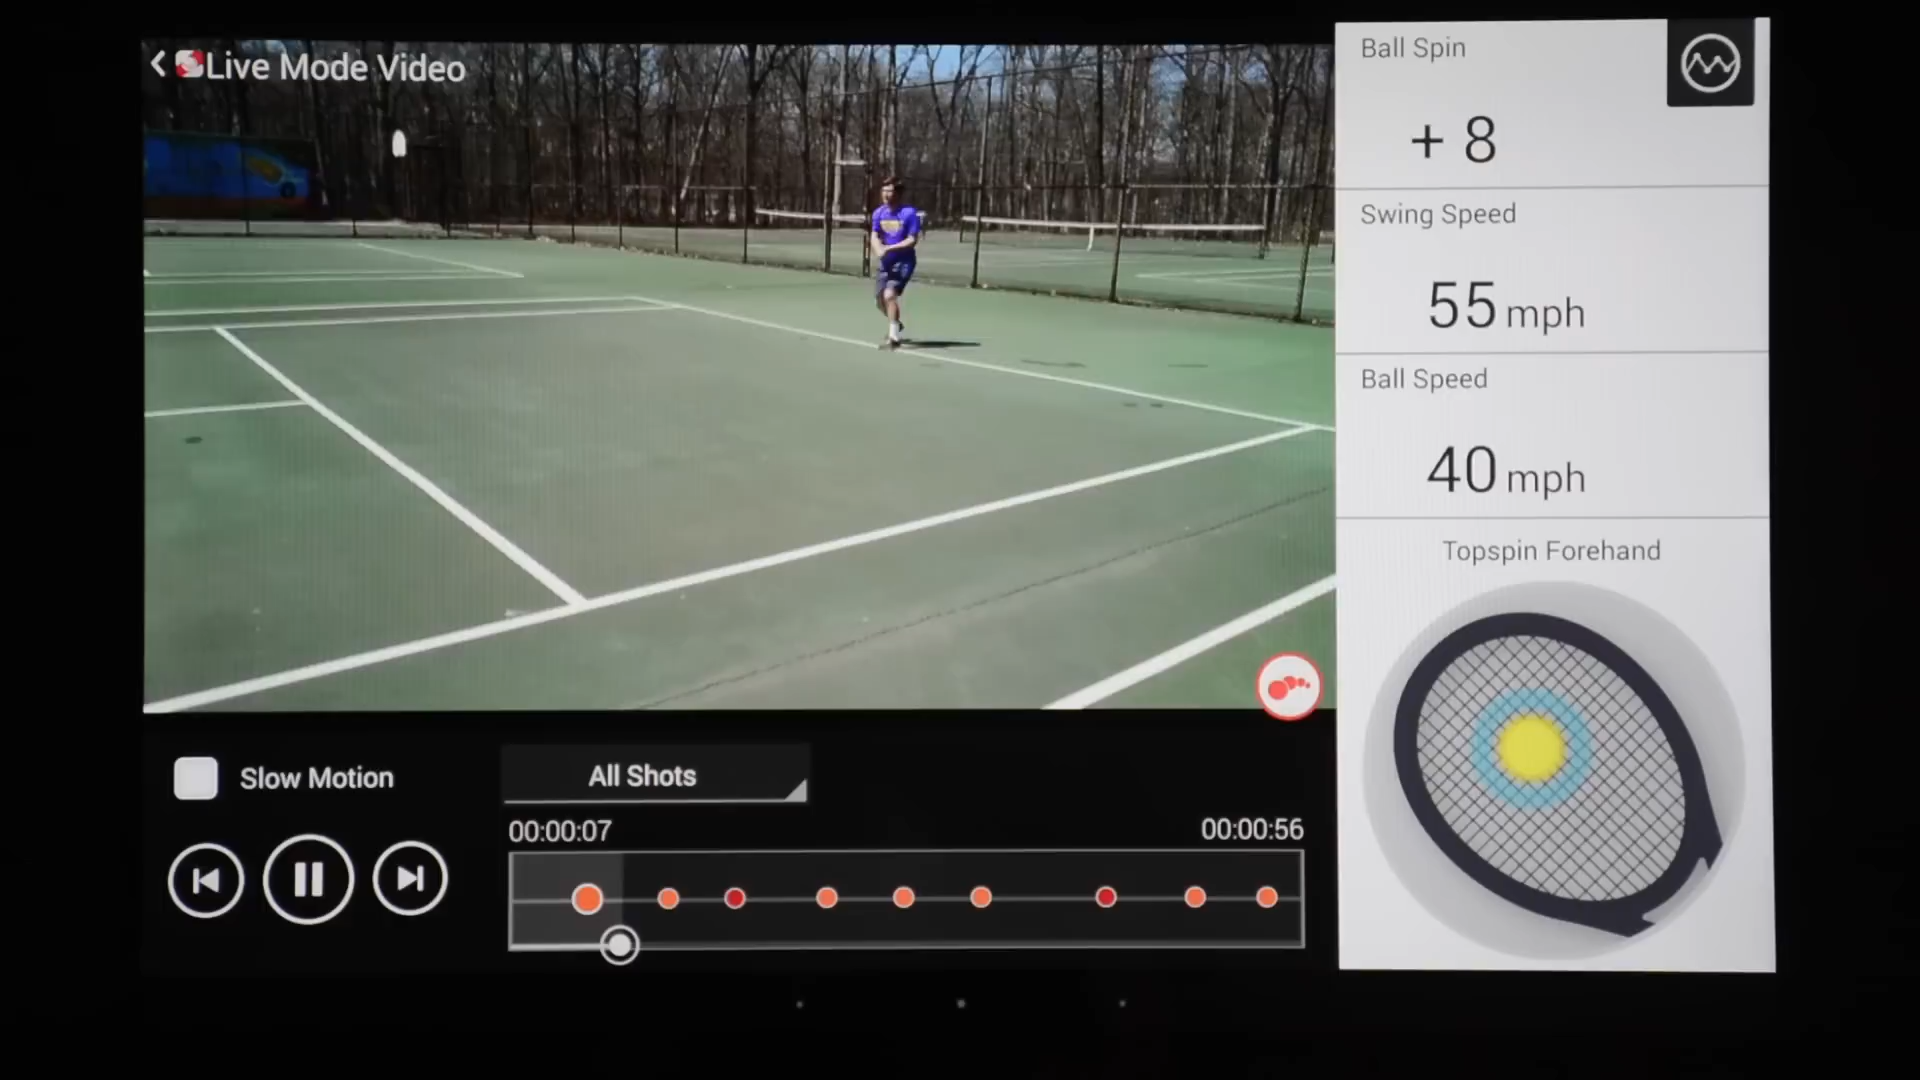 Live Mode Video
Ball Spin
+ 8
Swing Speed
55 mph
Ball Speed
40 mph
Topspin Forehand
Slow Motion
All Shots
00:00:07
00:00:56